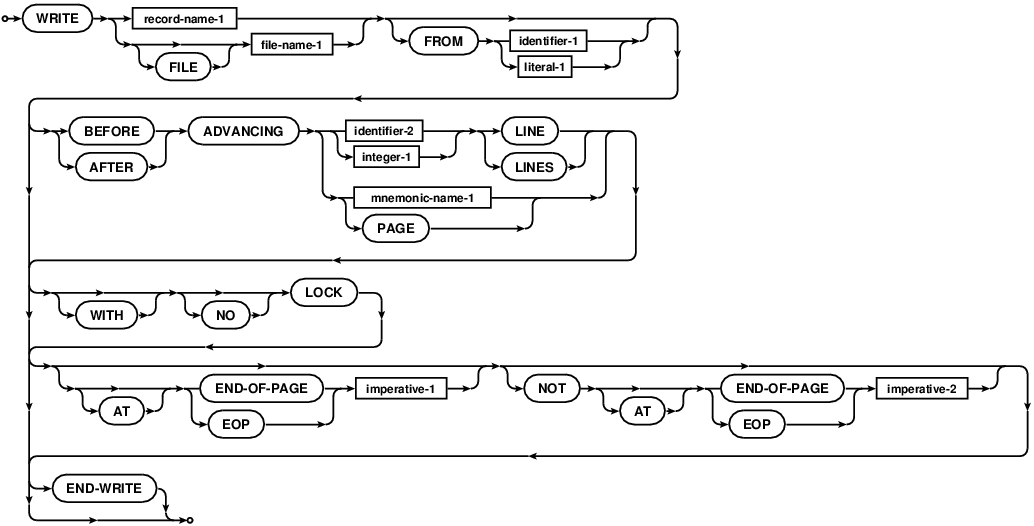 WRITE record-name-1
file-name-1 FROM identifier-1
FILE literal-1
BEFORE ADVANCING identifier-2 LINE
AFTER integer-1 LINES
mnemonic-name-1
PAGE
LOCK
WITH NO
END-OF-PAGE imperative-1 NOT END-OF-PAGE imperative-2
AT EOP AT EOP
END-WRITE